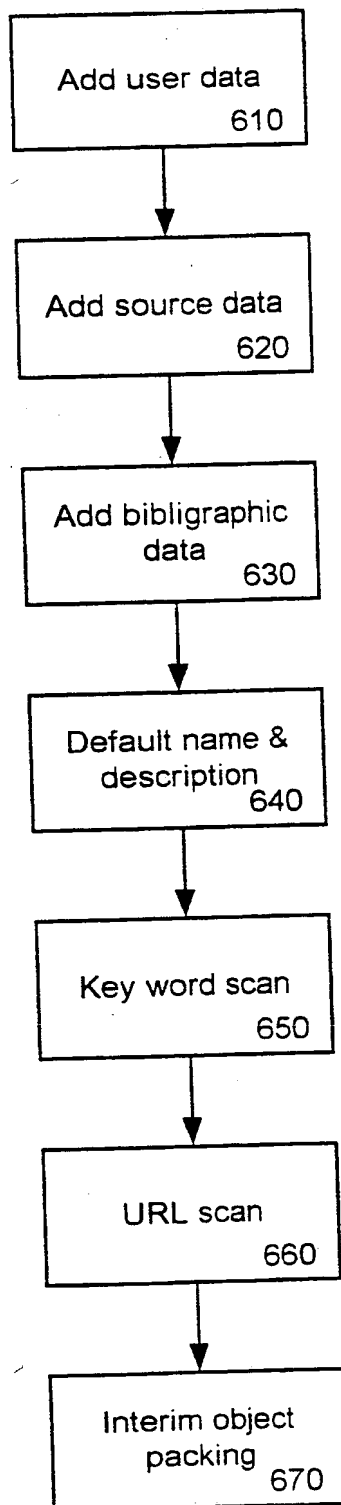 Add user data
610
Add source data
620
Add bibligraphic
data
630
Default name &
description
640
Key word scan
650
URL scan
660
Interim object
packing
670